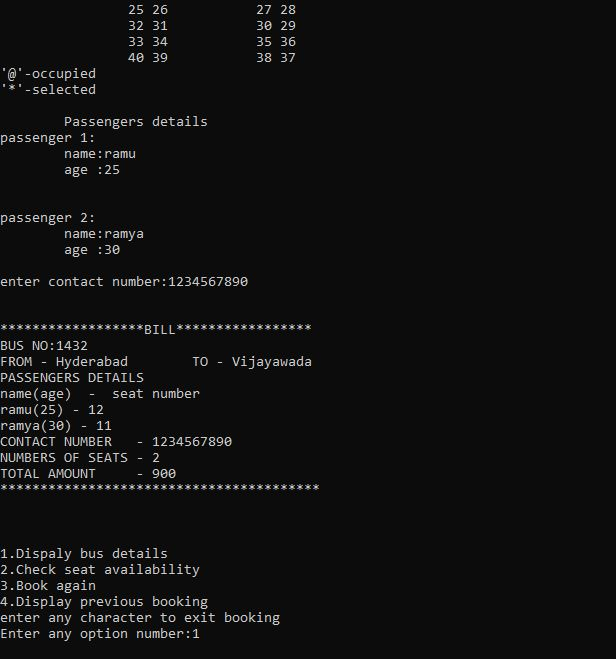 25 26 27 28
32 31 30 29
33 34 35 36
40 39 38 37
'@'-occupied
'*'-selected
Passengers details
passenger 1:
name:ramu
age :25
passenger 2:
name:ramya
age :30
enter contact number:1234567890
******************BILL*****************
BUS NO:1432
FROM - Hyderabad TO - Vijayawada
PASSENGERS DETAILS
name(age) - seat number
ramu(25) - 12
ramya(30) - 11
CONTACT NUMBER - 1234567890
NUMBERS OF SEATS - 2
TOTAL AMOUNT - 900
****************************************
1.Dispaly bus details
2.Check seat availability
3.Book again
4.Display previous booking
enter any character to exit booking
Enter any option number:1